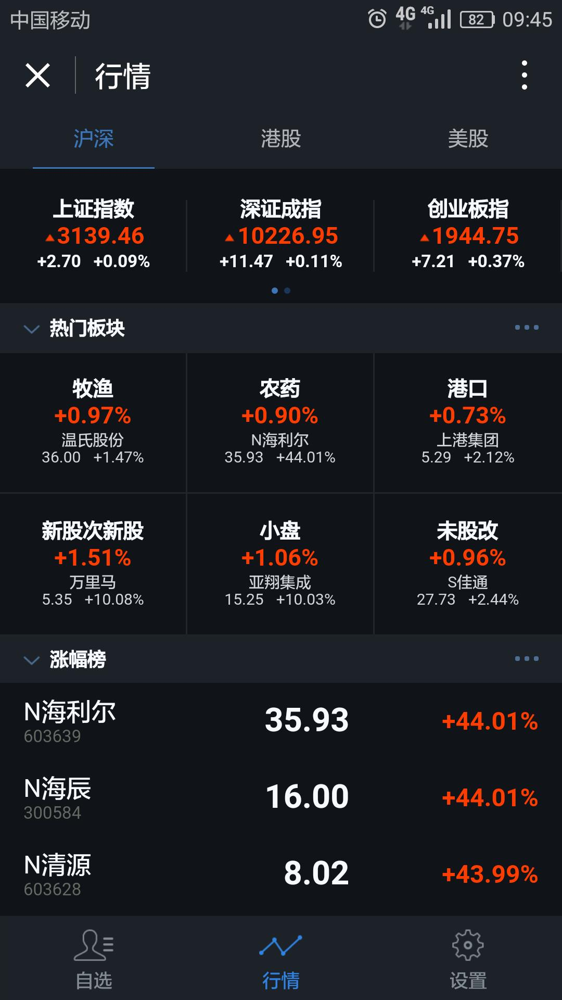 中国移动 4G 4G 82 09:45
行情
沪深 港股 美股
上证指数 深证成指 创业板指
3139.46 10226.95 1944.75
+2.70 +0.09% +11.47 +0.11% +7.21 +0.37%
热门板块
牧渔 农药 港口
+0.97% +0.90% +0.73%
温氏股份 N海利尔 上港集团
36.00 +1.47% 35.93 +44.01% 5.29 +2.12%
新股次新股 小盘 未股改
+1.51% +1.06% +0.96%
万里马 亚翔集成 S佳通
5.35 +10.08% 15.25 +10.03% 27.73 +2.44%
涨幅榜
N海利尔 35.93 +44.01%
603639
N海辰 16.00 +44.01%
300584
N清源 8.02 +43.99%
603628
自选 行情 设置